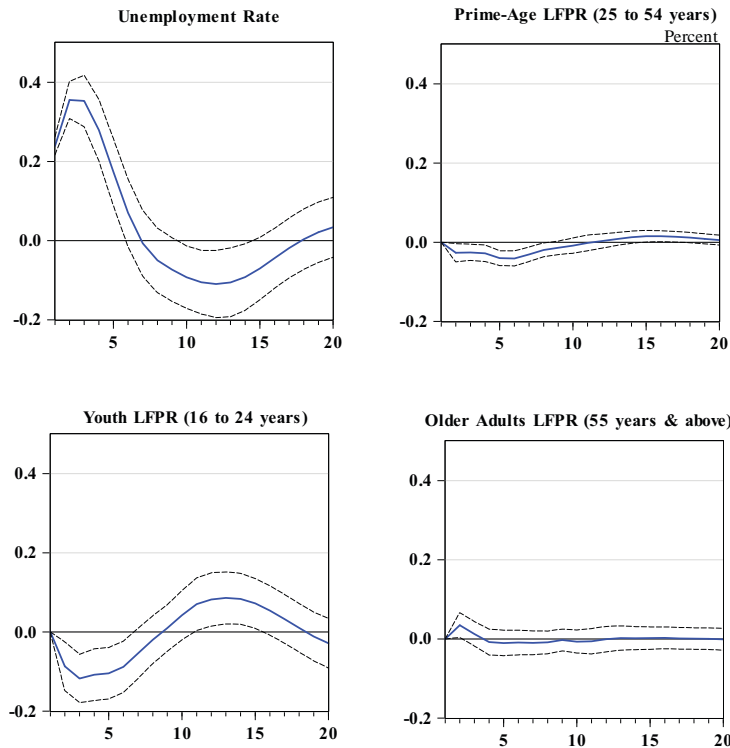 Unemployment Rate
0.4
0.2
0.0
-0.2
5 10 15 20
Prime-Age LFPR (25 to 54 years)
Percent
0.4
0.2
0.0
-0.2
5 10 15 20
Youth LFPR (16 to 24 years)
0.4
0.2
0.0
-0.2
5 10 15 20
Older Adults LFPR (55 years & above)
0.4
0.2
0.0
-0.2
5 10 15 20